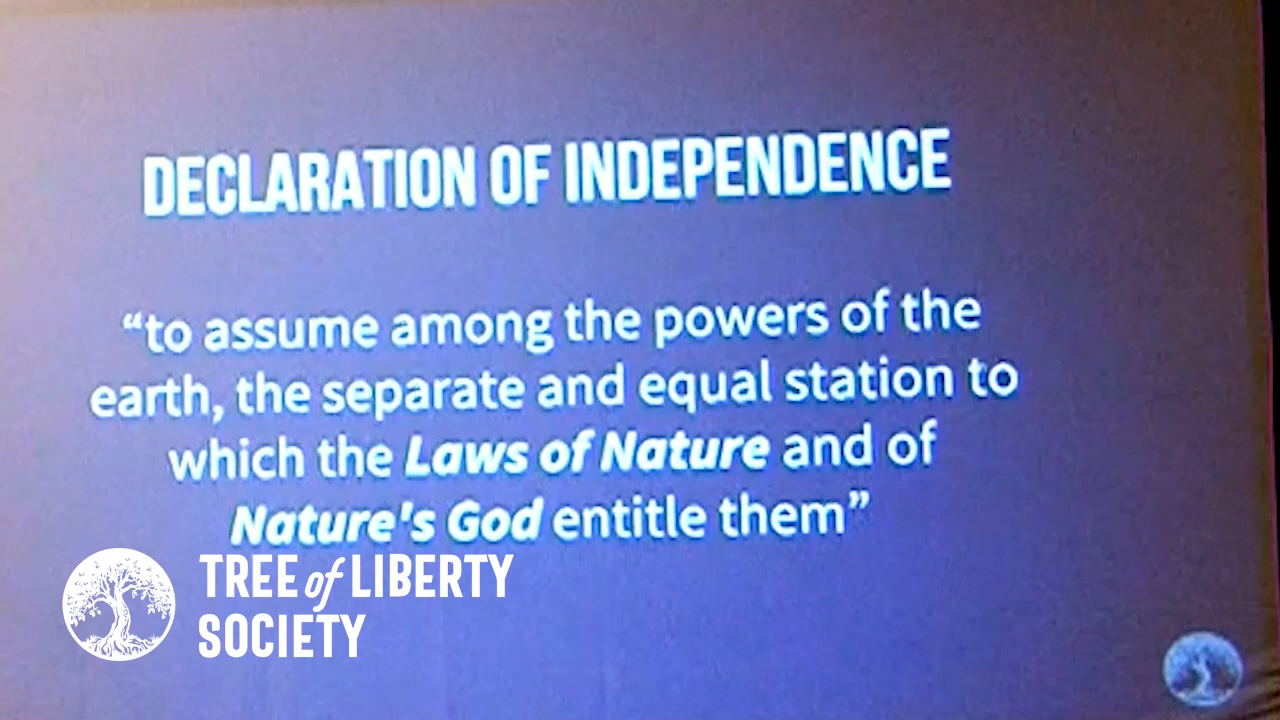 DECLARATION OF INDEPENDENCE
“to assume among the powers of the
earth, the separate and equal station to
which the Laws of Nature and of
Nature's God entitle them”
TREE of LIBERTY
SOCIETY